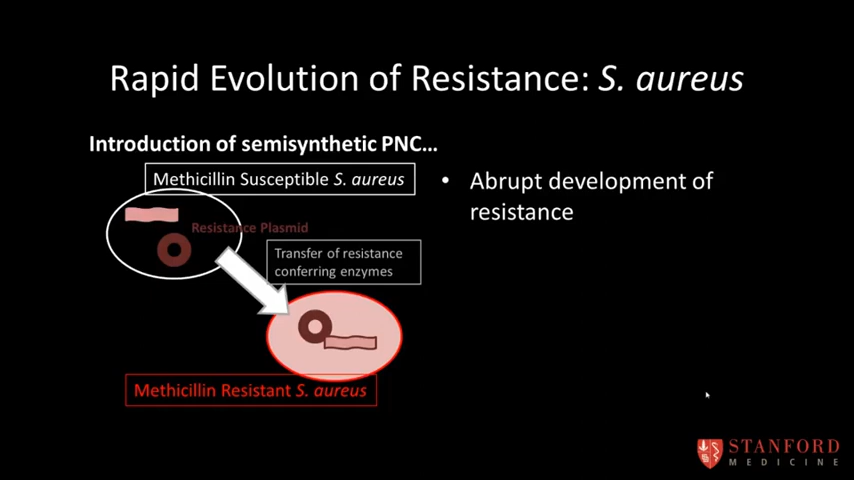 Rapid Evolution of Resistance: S. aureus
Introduction of semisynthetic PNC…
Methicillin Susceptible S. aureus
Resistance Plasmid
Transfer of resistance
conferring enzymes
Methicillin Resistant S. aureus
• Abrupt development of
resistance
STANFORD
MEDICINE